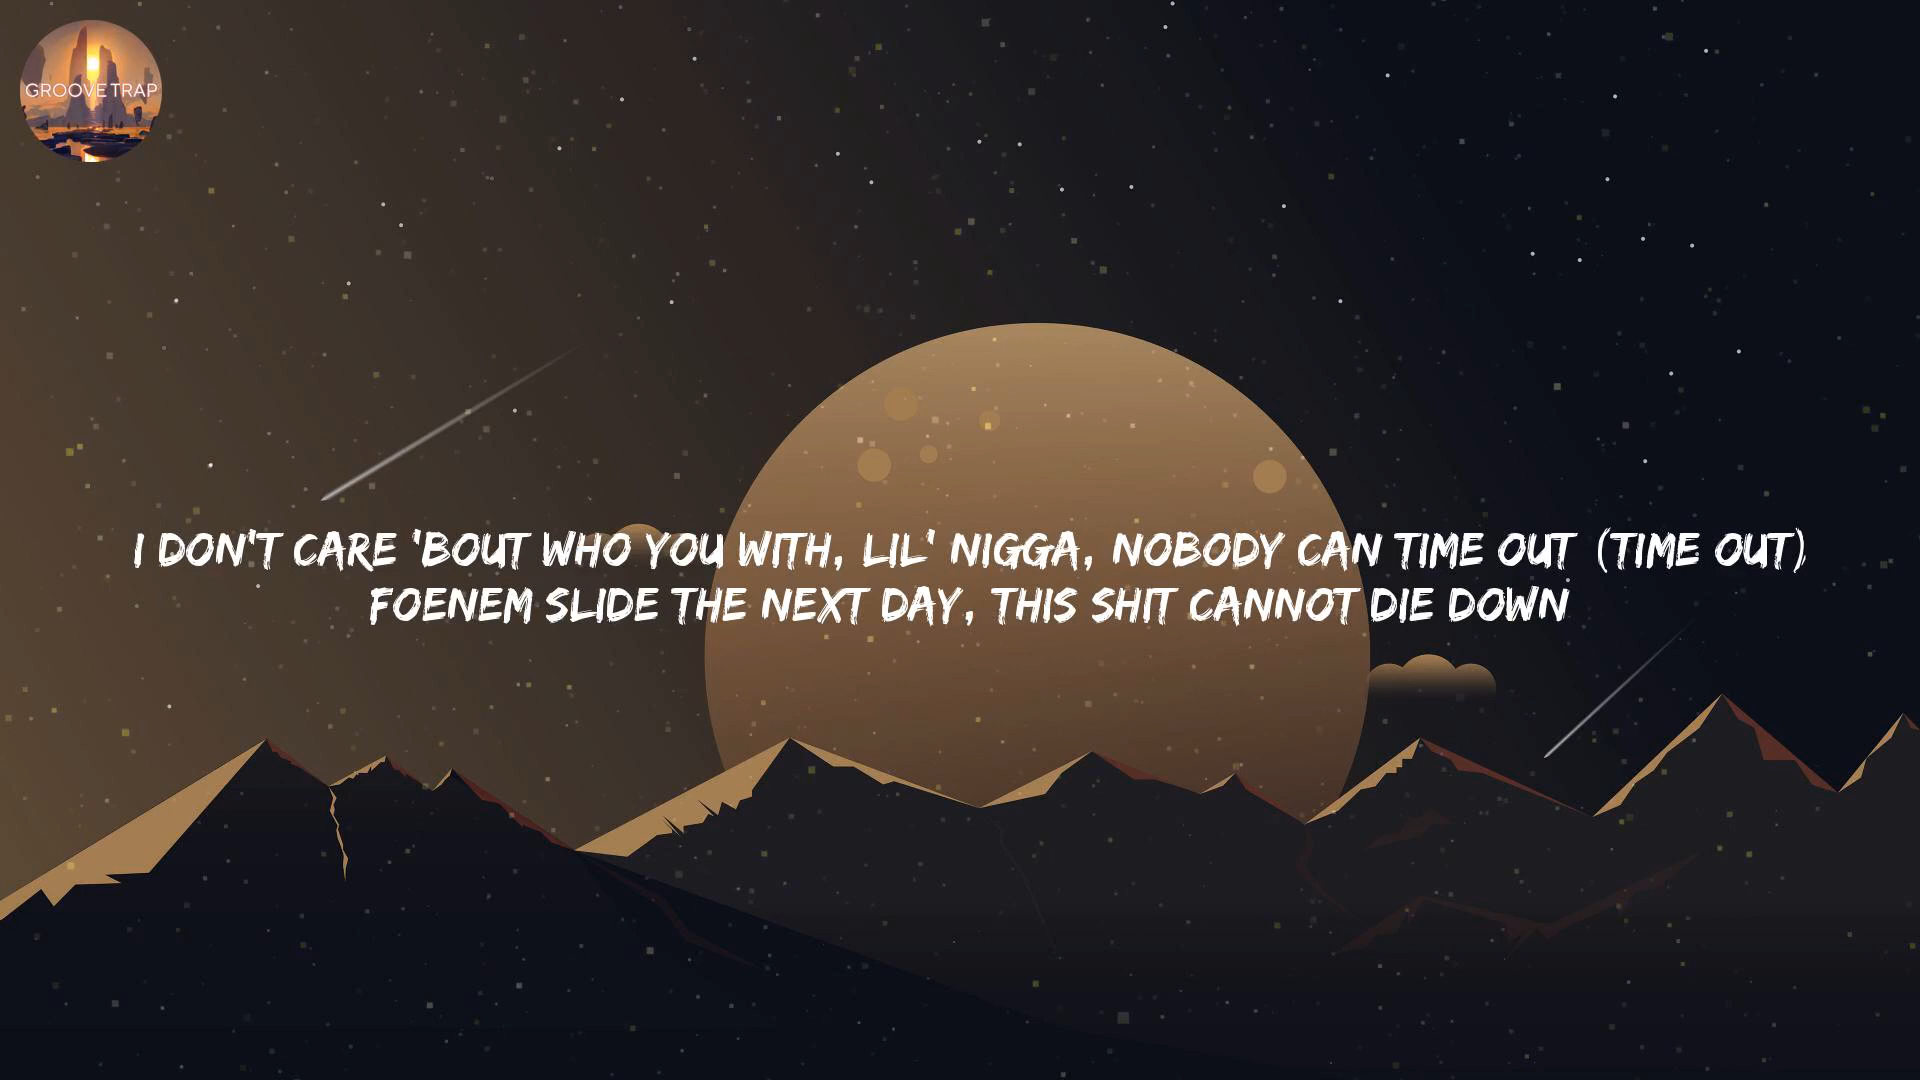 GROOVE TRAP
I DON'T CARE 'BOUT WHO YOU WITH, LIL' NIGGA, NOBODY CAN TIME OUT (TIME OUT)
FOENEM SLIDE THE NEXT DAY, THIS SHIT CANNOT DIE DOWN